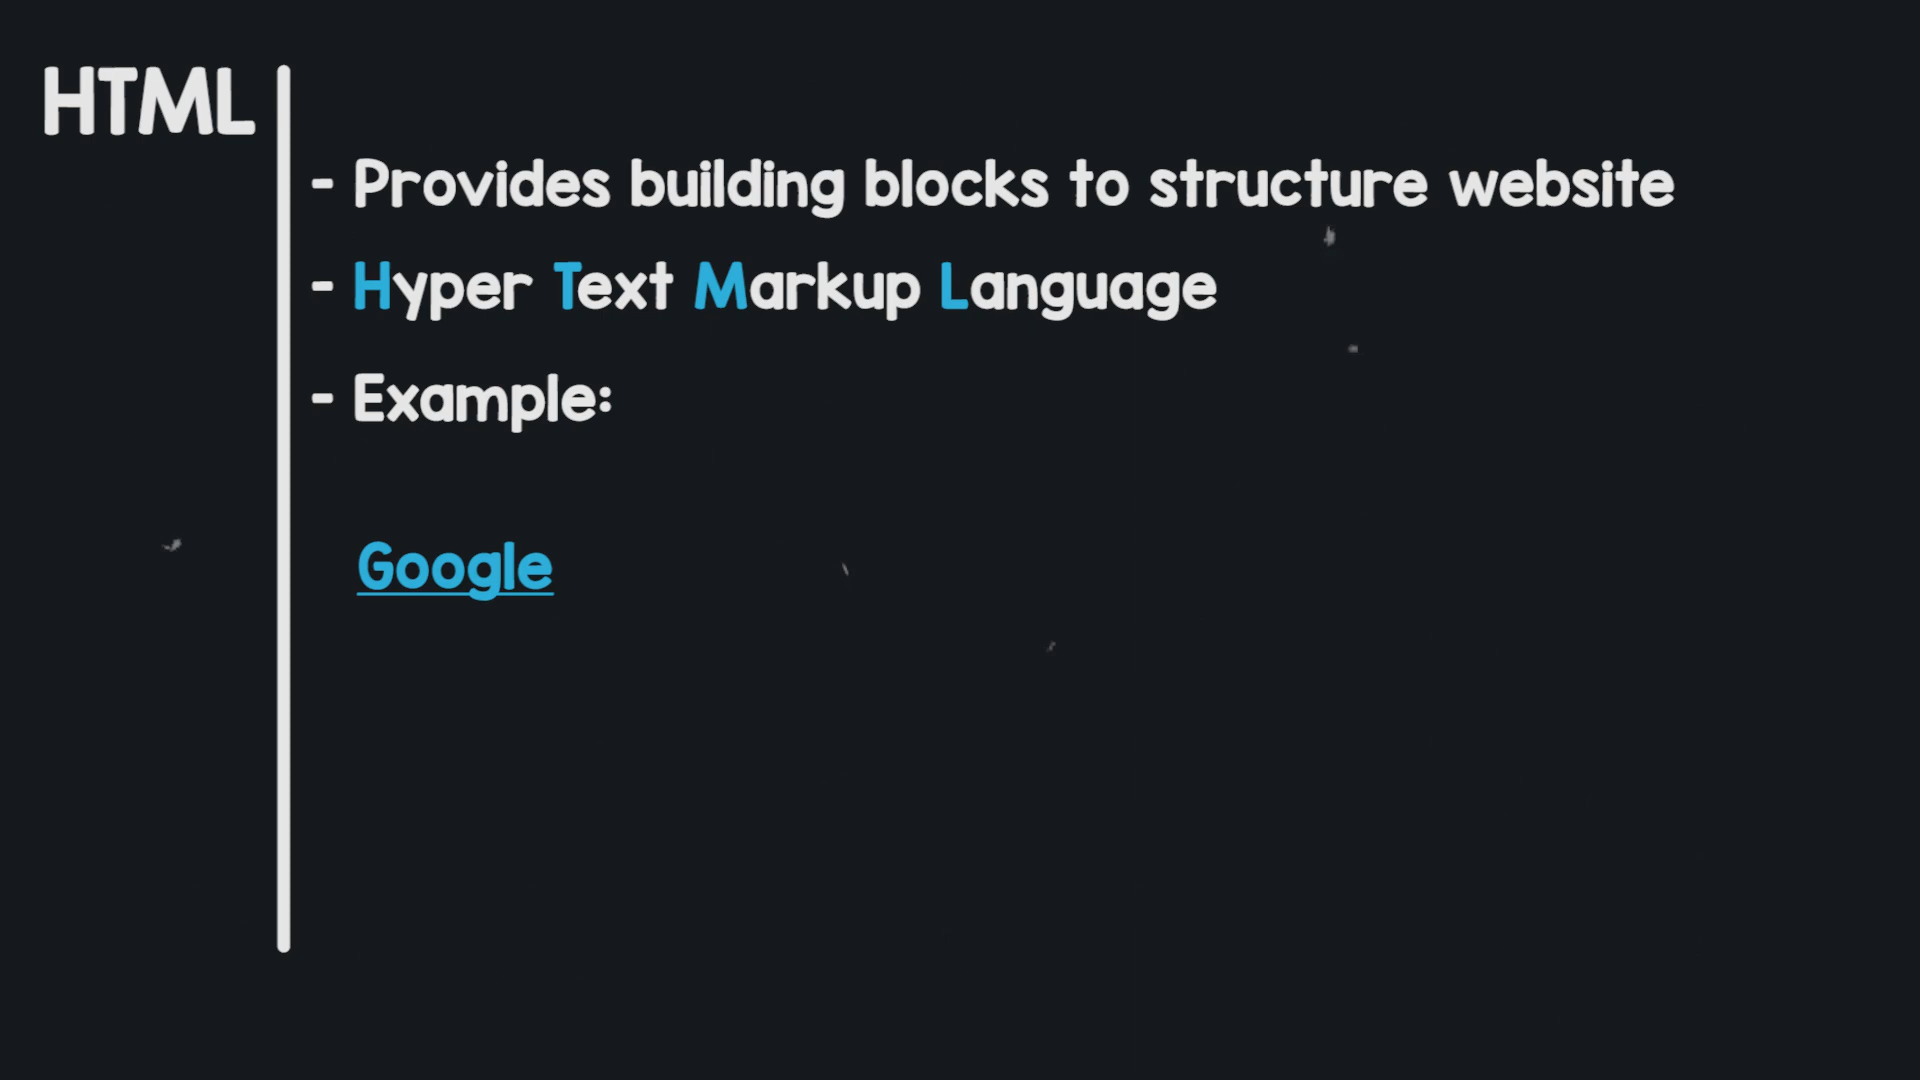 HTML
- Provides building blocks to structure website
- Hyper Text Markup Language
- Example:
Google